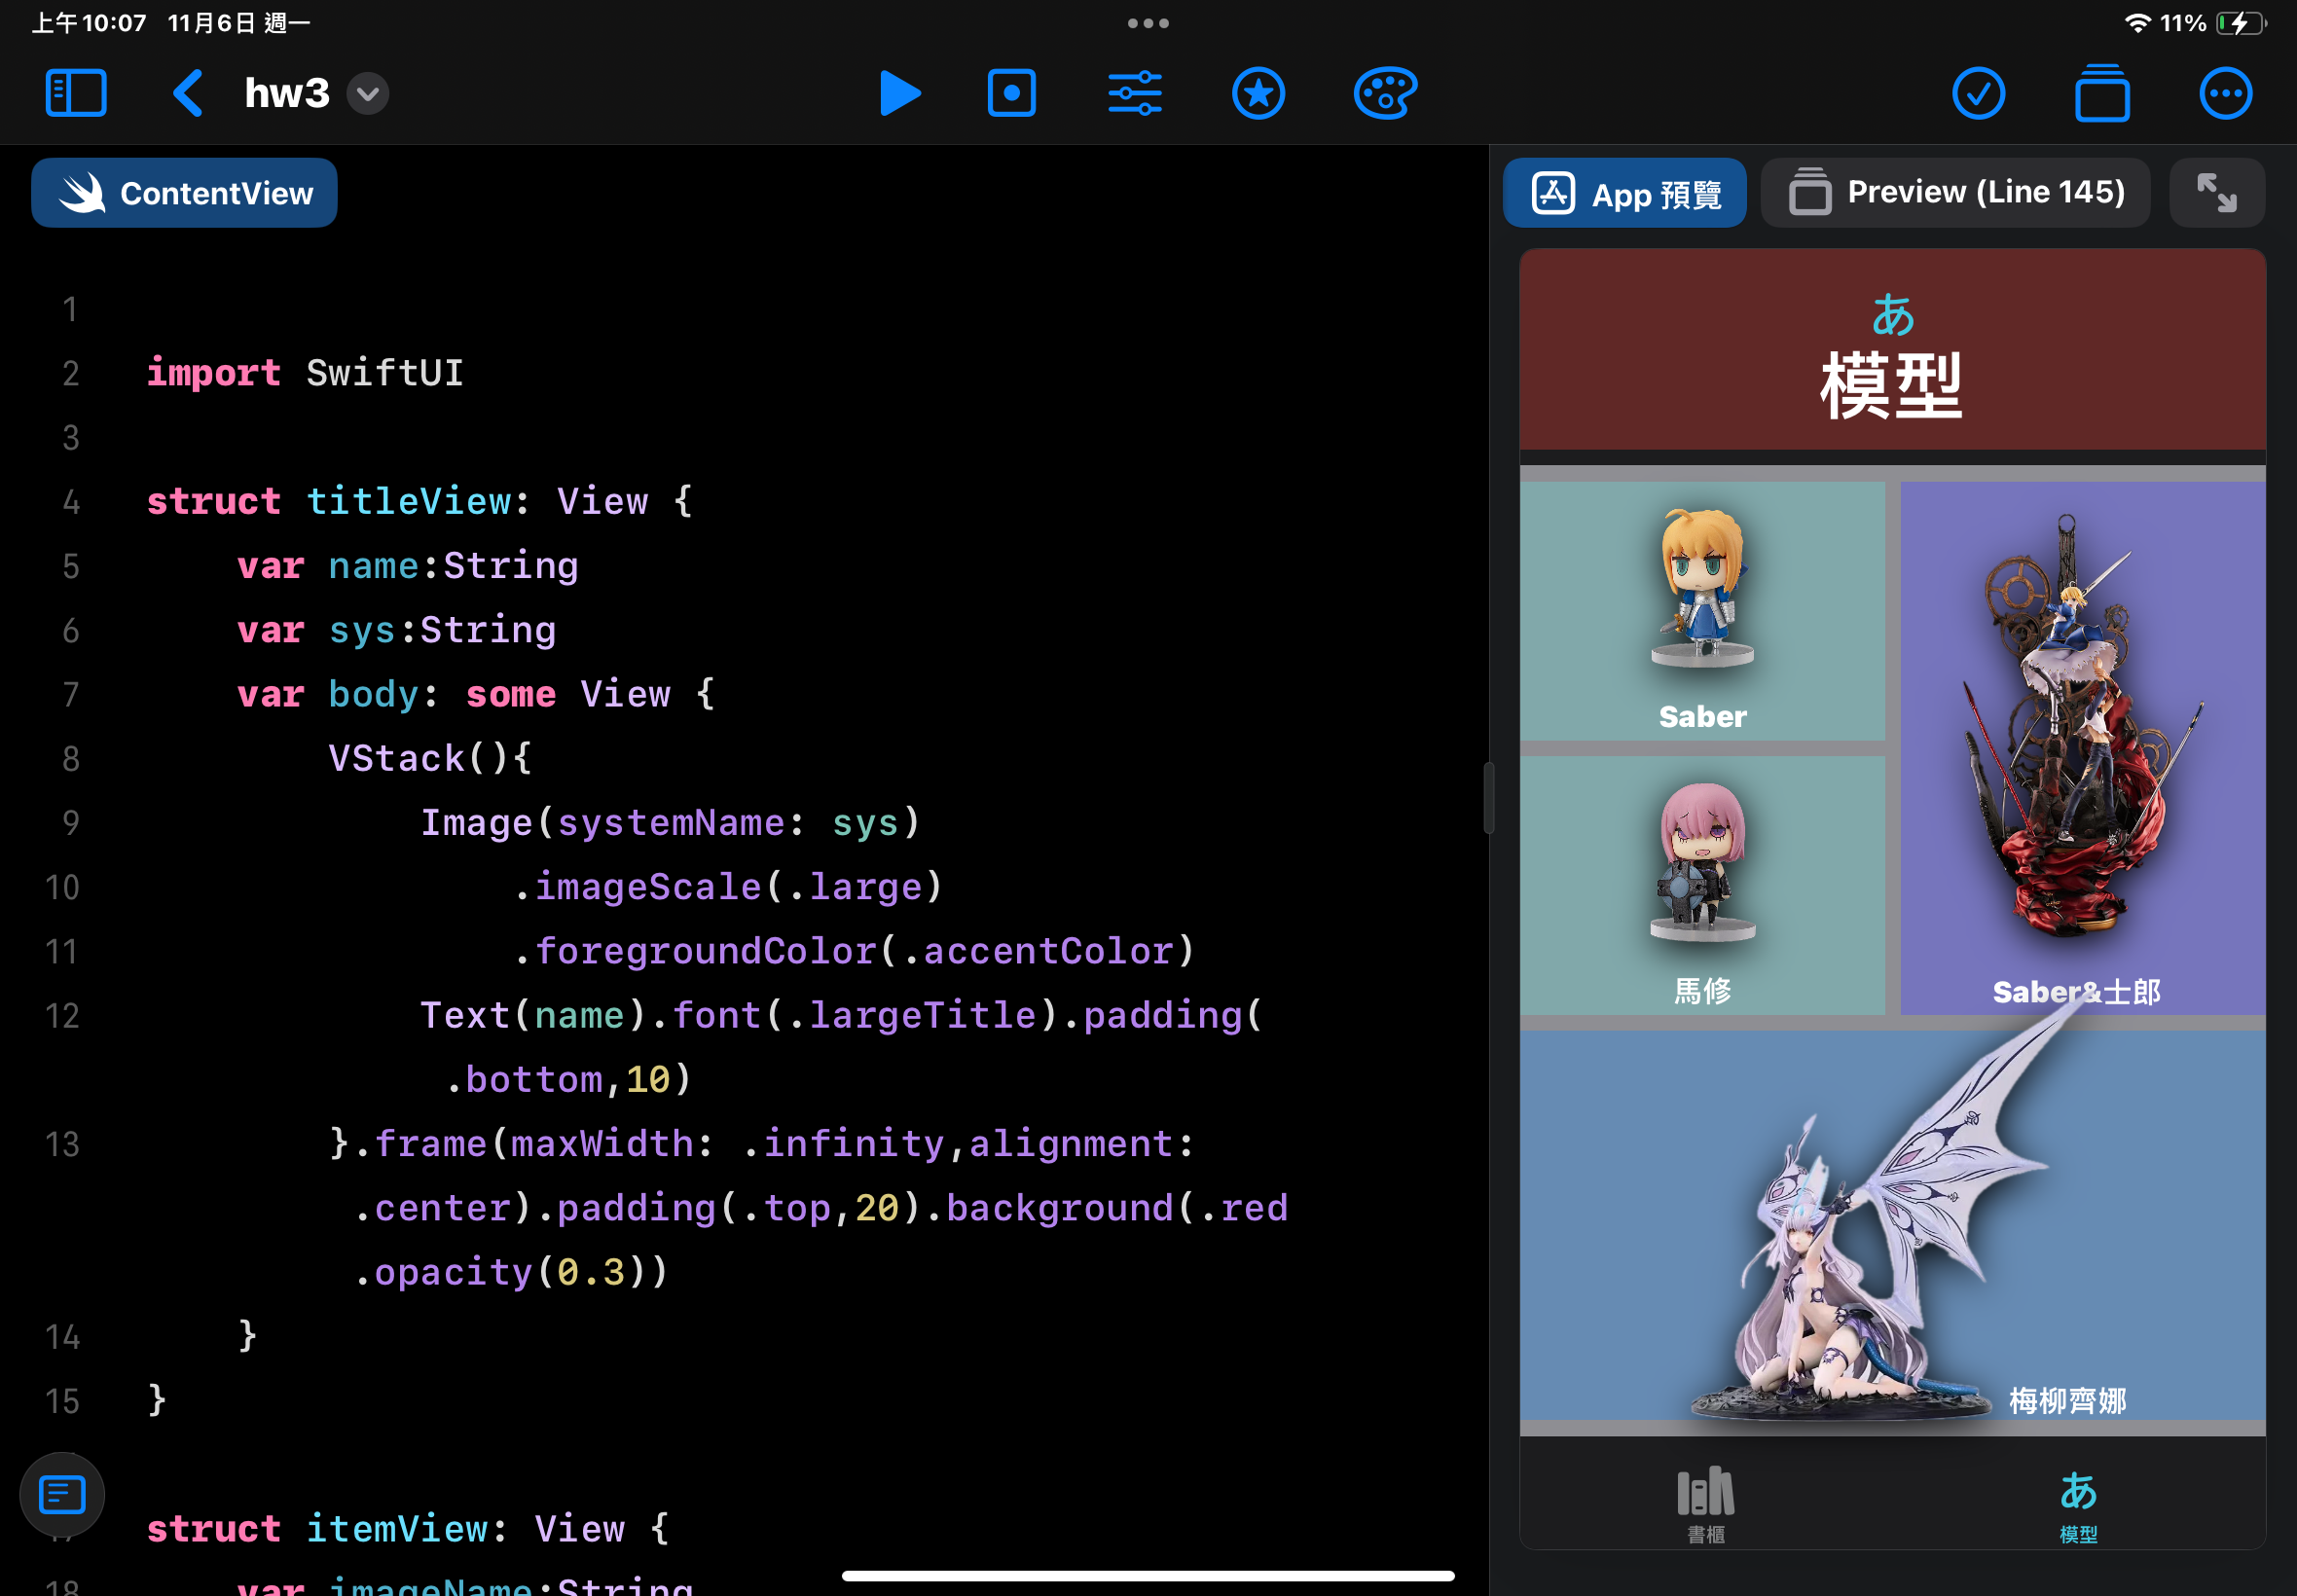 上午10:07 11月6日 週一
11%
hw3
ContentView
App 預覽
Preview (Line 145)
1
2 import SwiftUI
3
4 struct titleView: View {
5 var name:String
6 var sys:String
7 var body: some View {
8 VStack(){
9 Image(systemName: sys)
10 .imageScale(.large)
11 .foregroundColor(.accentColor)
12 Text(name).font(.largeTitle).padding(
.bottom,10)
13 }.frame(maxWidth: .infinity,alignment:
.center).padding(.top,20).background(.red
.opacity(0.3))
14 }
15 }
17 struct itemView: View {
18 var imageName:String
あ
模型
Saber
馬修
Saber&士郎
梅柳齊娜
書櫃
あ
模型